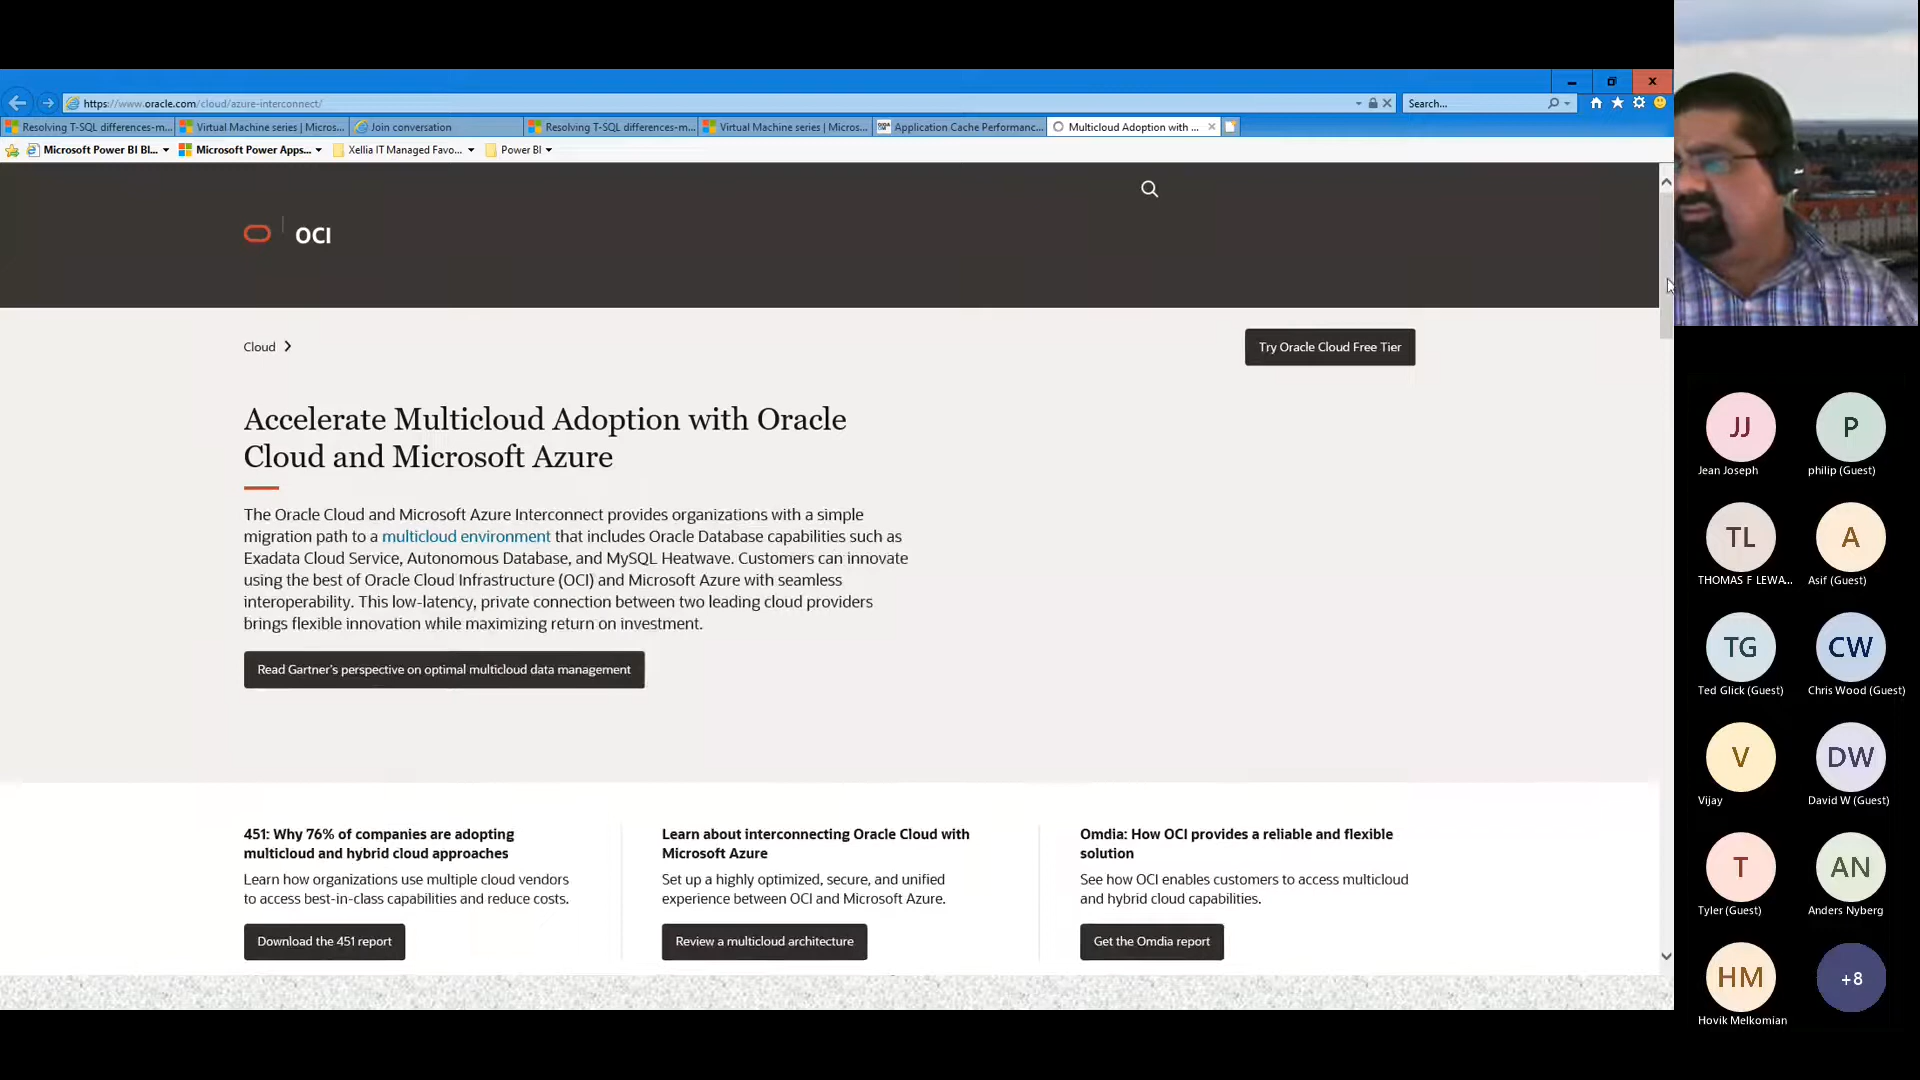 https://www.oracle.com/cloud/azure-interconnect/
Search...
Resolving T-SQL differences-m...
Virtual Machine series | Micros...
Join conversation
Resolving T-SQL differences-m...
Virtual Machine series | Micros...
Application Cache Performanc...
Multicloud Adoption with ...
Microsoft Power BI Bl...
Microsoft Power Apps...
Xellia IT Managed Favo...
Power BI
OCI
Cloud
Try Oracle Cloud Free Tier
Accelerate Multicloud Adoption with Oracle
Cloud and Microsoft Azure
The Oracle Cloud and Microsoft Azure Interconnect provides organizations with a simple
migration path to a multicloud environment that includes Oracle Database capabilities such as
Exadata Cloud Service, Autonomous Database, and MySQL Heatwave. Customers can innovate
using the best of Oracle Cloud Infrastructure (OCI) and Microsoft Azure with seamless
interoperability. This low-latency, private connection between two leading cloud providers
brings flexible innovation while maximizing return on investment.
Read Gartner's perspective on optimal multicloud data management
451: Why 76% of companies are adopting
multicloud and hybrid cloud approaches
Learn how organizations use multiple cloud vendors
to access best-in-class capabilities and reduce costs.
Download the 451 report
Learn about interconnecting Oracle Cloud with
Microsoft Azure
Set up a highly optimized, secure, and unified
experience between OCI and Microsoft Azure.
Review a multicloud architecture
Omdia: How OCI provides a reliable and flexible
solution
See how OCI enables customers to access multicloud
and hybrid cloud capabilities.
Get the Omdia report
JJ
Jean Joseph
P
philip (Guest)
TL
THOMAS F LEWA...
A
Asif (Guest)
TG
Ted Glick (Guest)
CW
Chris Wood (Guest)
V
Vijay
DW
David W (Guest)
T
Tyler (Guest)
AN
Anders Nyberg
HM
Hovik Melkomian
+8